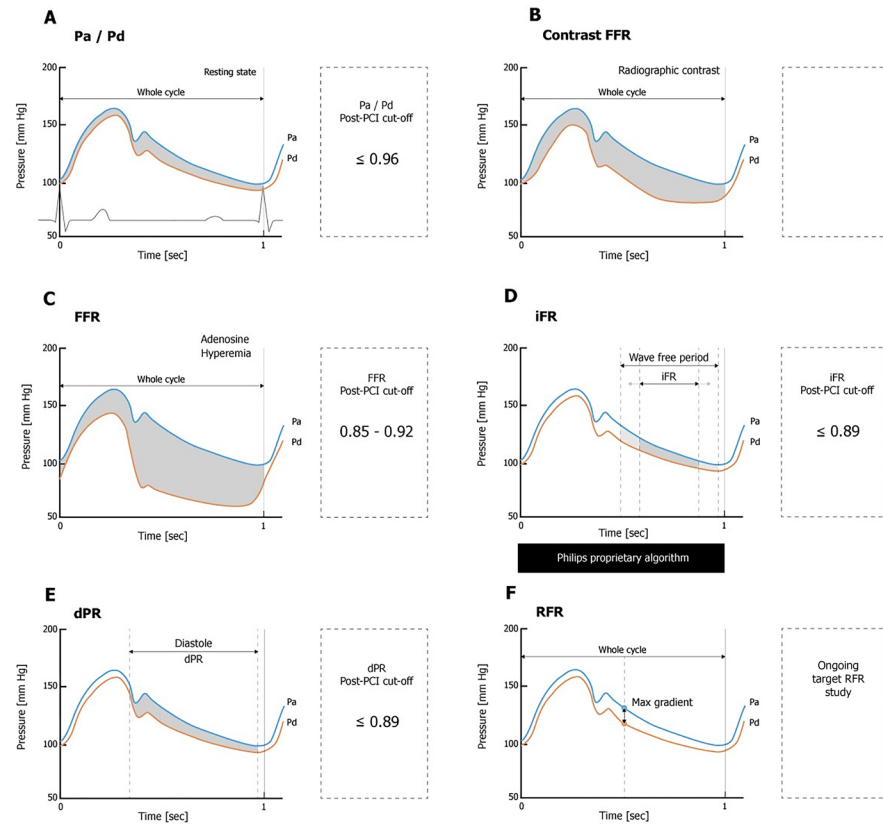 A
Pa / Pd
Resting state
Whole cycle
Pressure [mm Hg]
200
150
100
50
0
1
Time [sec]
Pa
Pd
Pa / Pd
Post-PCI cut-off
≤ 0.96
B
Contrast FFR
Radiographic contrast
Whole cycle
Pressure [mm Hg]
200
150
100
50
0
1
Time [sec]
Pa
Pd
C
FFR
Adenosine
Hyperemia
Whole cycle
Pressure [mm Hg]
200
150
100
50
0
1
Time [sec]
Pa
Pd
FFR
Post-PCI cut-off
0.85 - 0.92
D
iFR
Wave free period
iFR
Pressure [mm Hg]
200
150
100
50
0
1
Time [sec]
Pa
Pd
Philips proprietary algorithm
iFR
Post-PCI cut-off
≤ 0.89
E
dPR
Diastole
dPR
Pressure [mm Hg]
200
150
100
50
0
1
Time [sec]
Pa
Pd
dPR
Post-PCI cut-off
≤ 0.89
F
RFR
Whole cycle
Max gradient
Pressure [mm Hg]
200
150
100
50
0
1
Time [sec]
Pa
Pd
Ongoing
target RFR
study